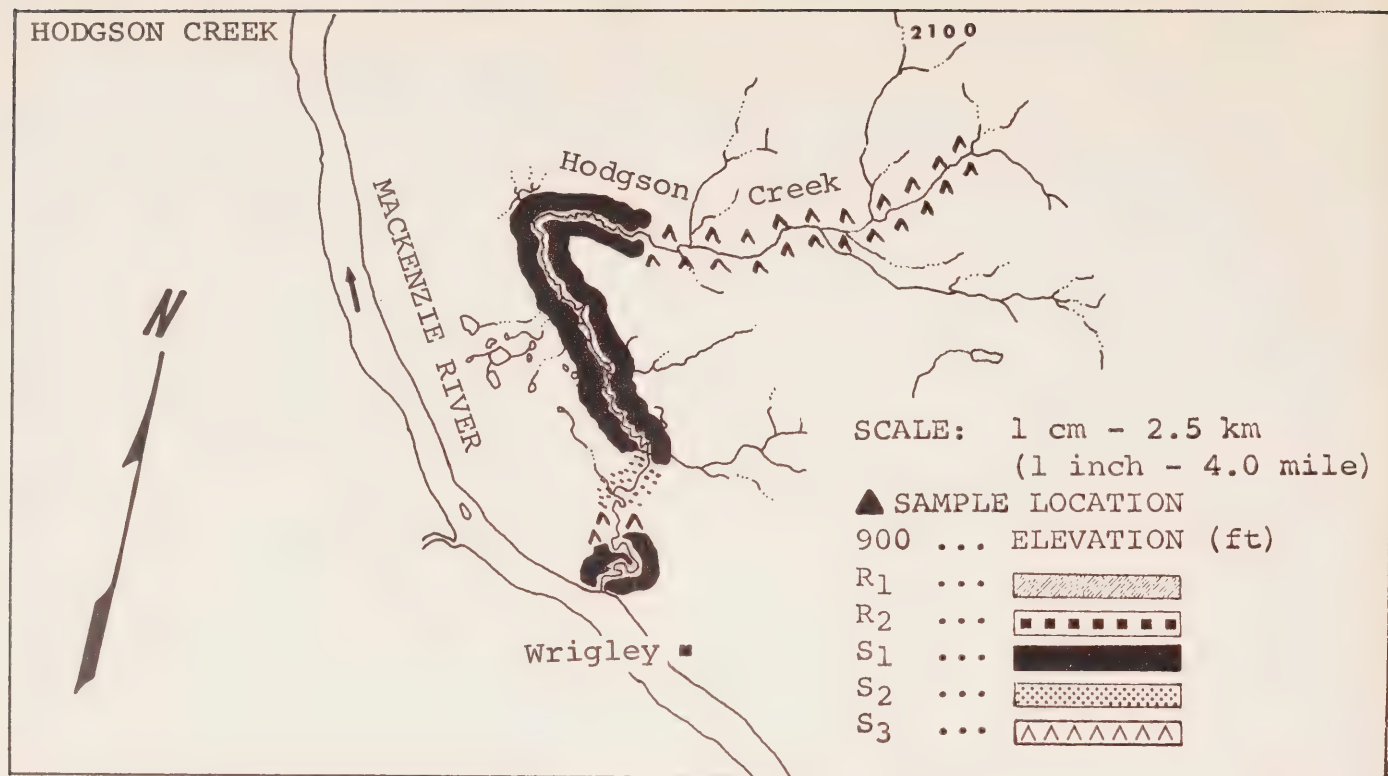 HODGSON CREEK
2100
Hodgson
Creek
MACKENZIE RIVER
N
SCALE: 1 cm - 2.5 km
(1 inch - 4.0 mile)
SAMPLE LOCATION
900 ... ELEVATION (ft)
R1 ...
R2 ...
S1 ...
S2 ...
S3 ...
Wrigley